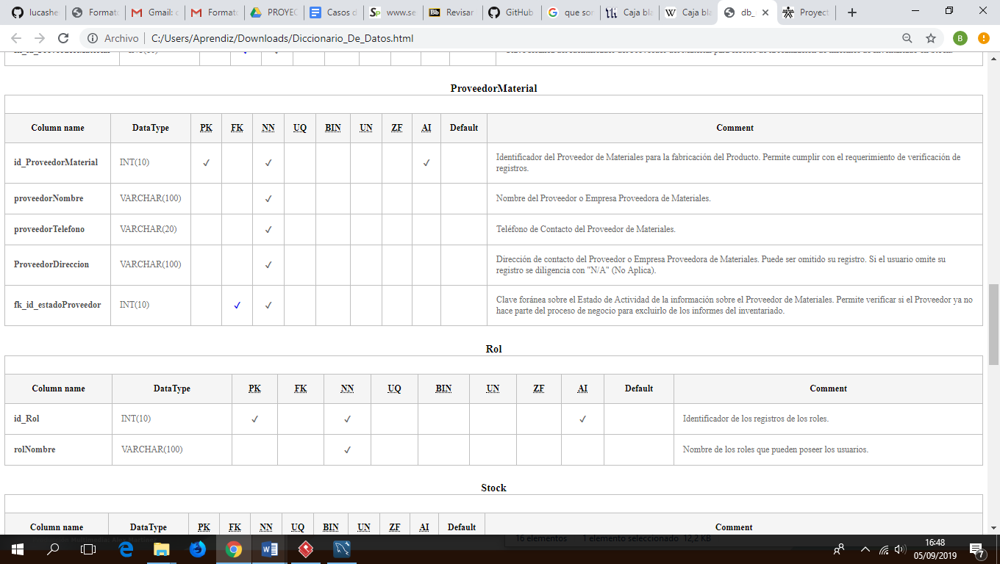 lucashe
Formato
Gmail: c
Formato
PROYEC
Casos d
www.se
Revisar
GitHub
que son
Caja bla
Caja bla
db_
Proyect
Archivo C:/Users/Aprendiz/Downloads/Diccionario_De_Datos.html
ProveedorMaterial
Column name DataType PK FK NN UQ BIN UN ZF AI Default Comment
id_ProveedorMaterial INT(10) ✓ ✓ ✓ Identificador del Proveedor de Materiales para la fabricación del Producto. Permite cumplir con el requerimiento de verificación de
registros.
proveedorNombre VARCHAR(100) ✓ Nombre del Proveedor o Empresa Proveedora de Materiales.
proveedorTelefono VARCHAR(20) ✓ Teléfono de Contacto del Proveedor de Materiales.
ProveedorDireccion VARCHAR(100) ✓ Dirección de contacto del Proveedor o Empresa Proveedora de Materiales. Puede ser omitido su registro. Si el usuario omite su
registro se diligencia con "N/A" (No Aplica).
fk_id_estadoProveedor INT(10) ✓ ✓ Clave foránea sobre el Estado de Actividad de la información sobre el Proveedor de Materiales. Permite verificar si el Proveedor ya no
hace parte del proceso de negocio para excluirlo de los informes del inventariado.
Rol
Column name DataType PK FK NN UQ BIN UN ZF AI Default Comment
id_Rol INT(10) ✓ ✓ ✓ Identificador de los registros de los roles.
rolNombre VARCHAR(100) ✓ Nombre de los roles que pueden poseer los usuarios.
Stock
Column name DataType PK FK NN UQ BIN UN ZF AI Default Comment
16 elementos 1 elemento seleccionado 12,2 KB
16:48
05/09/2019
7